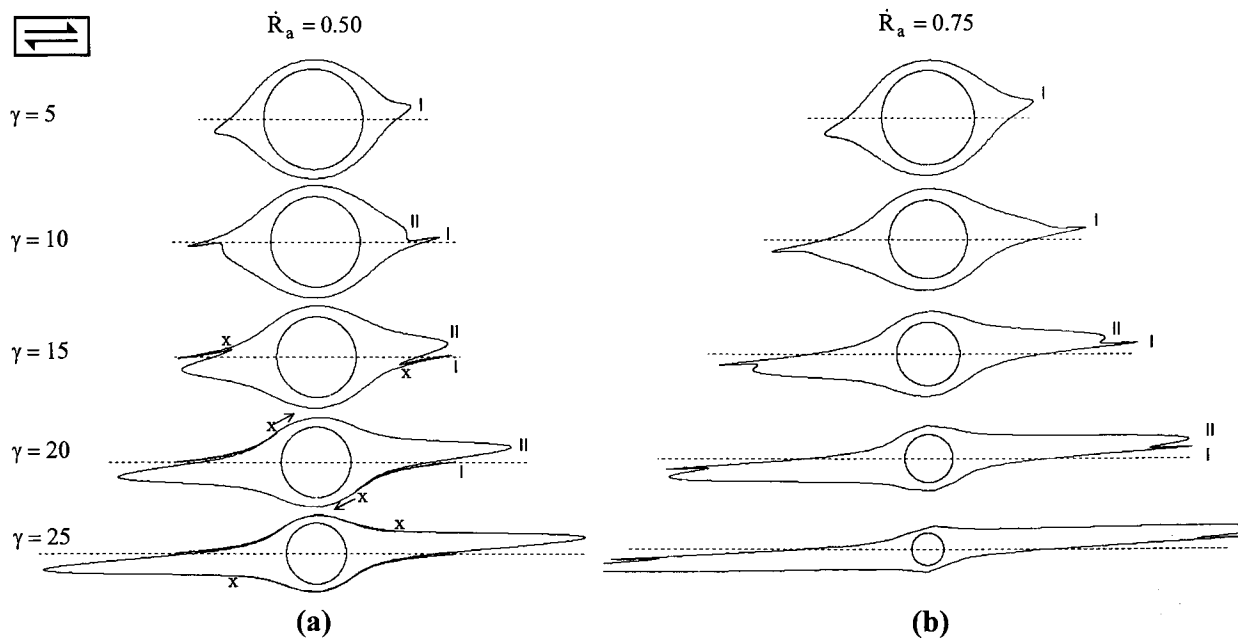 Ṙₐ = 0.50
Ṙₐ = 0.75
γ = 5
I
I
γ = 10
II
I
I
γ = 15
x
II
x
I
II
I
γ = 20
x
II
I
x
II
I
γ = 25
x
x
(a)
(b)